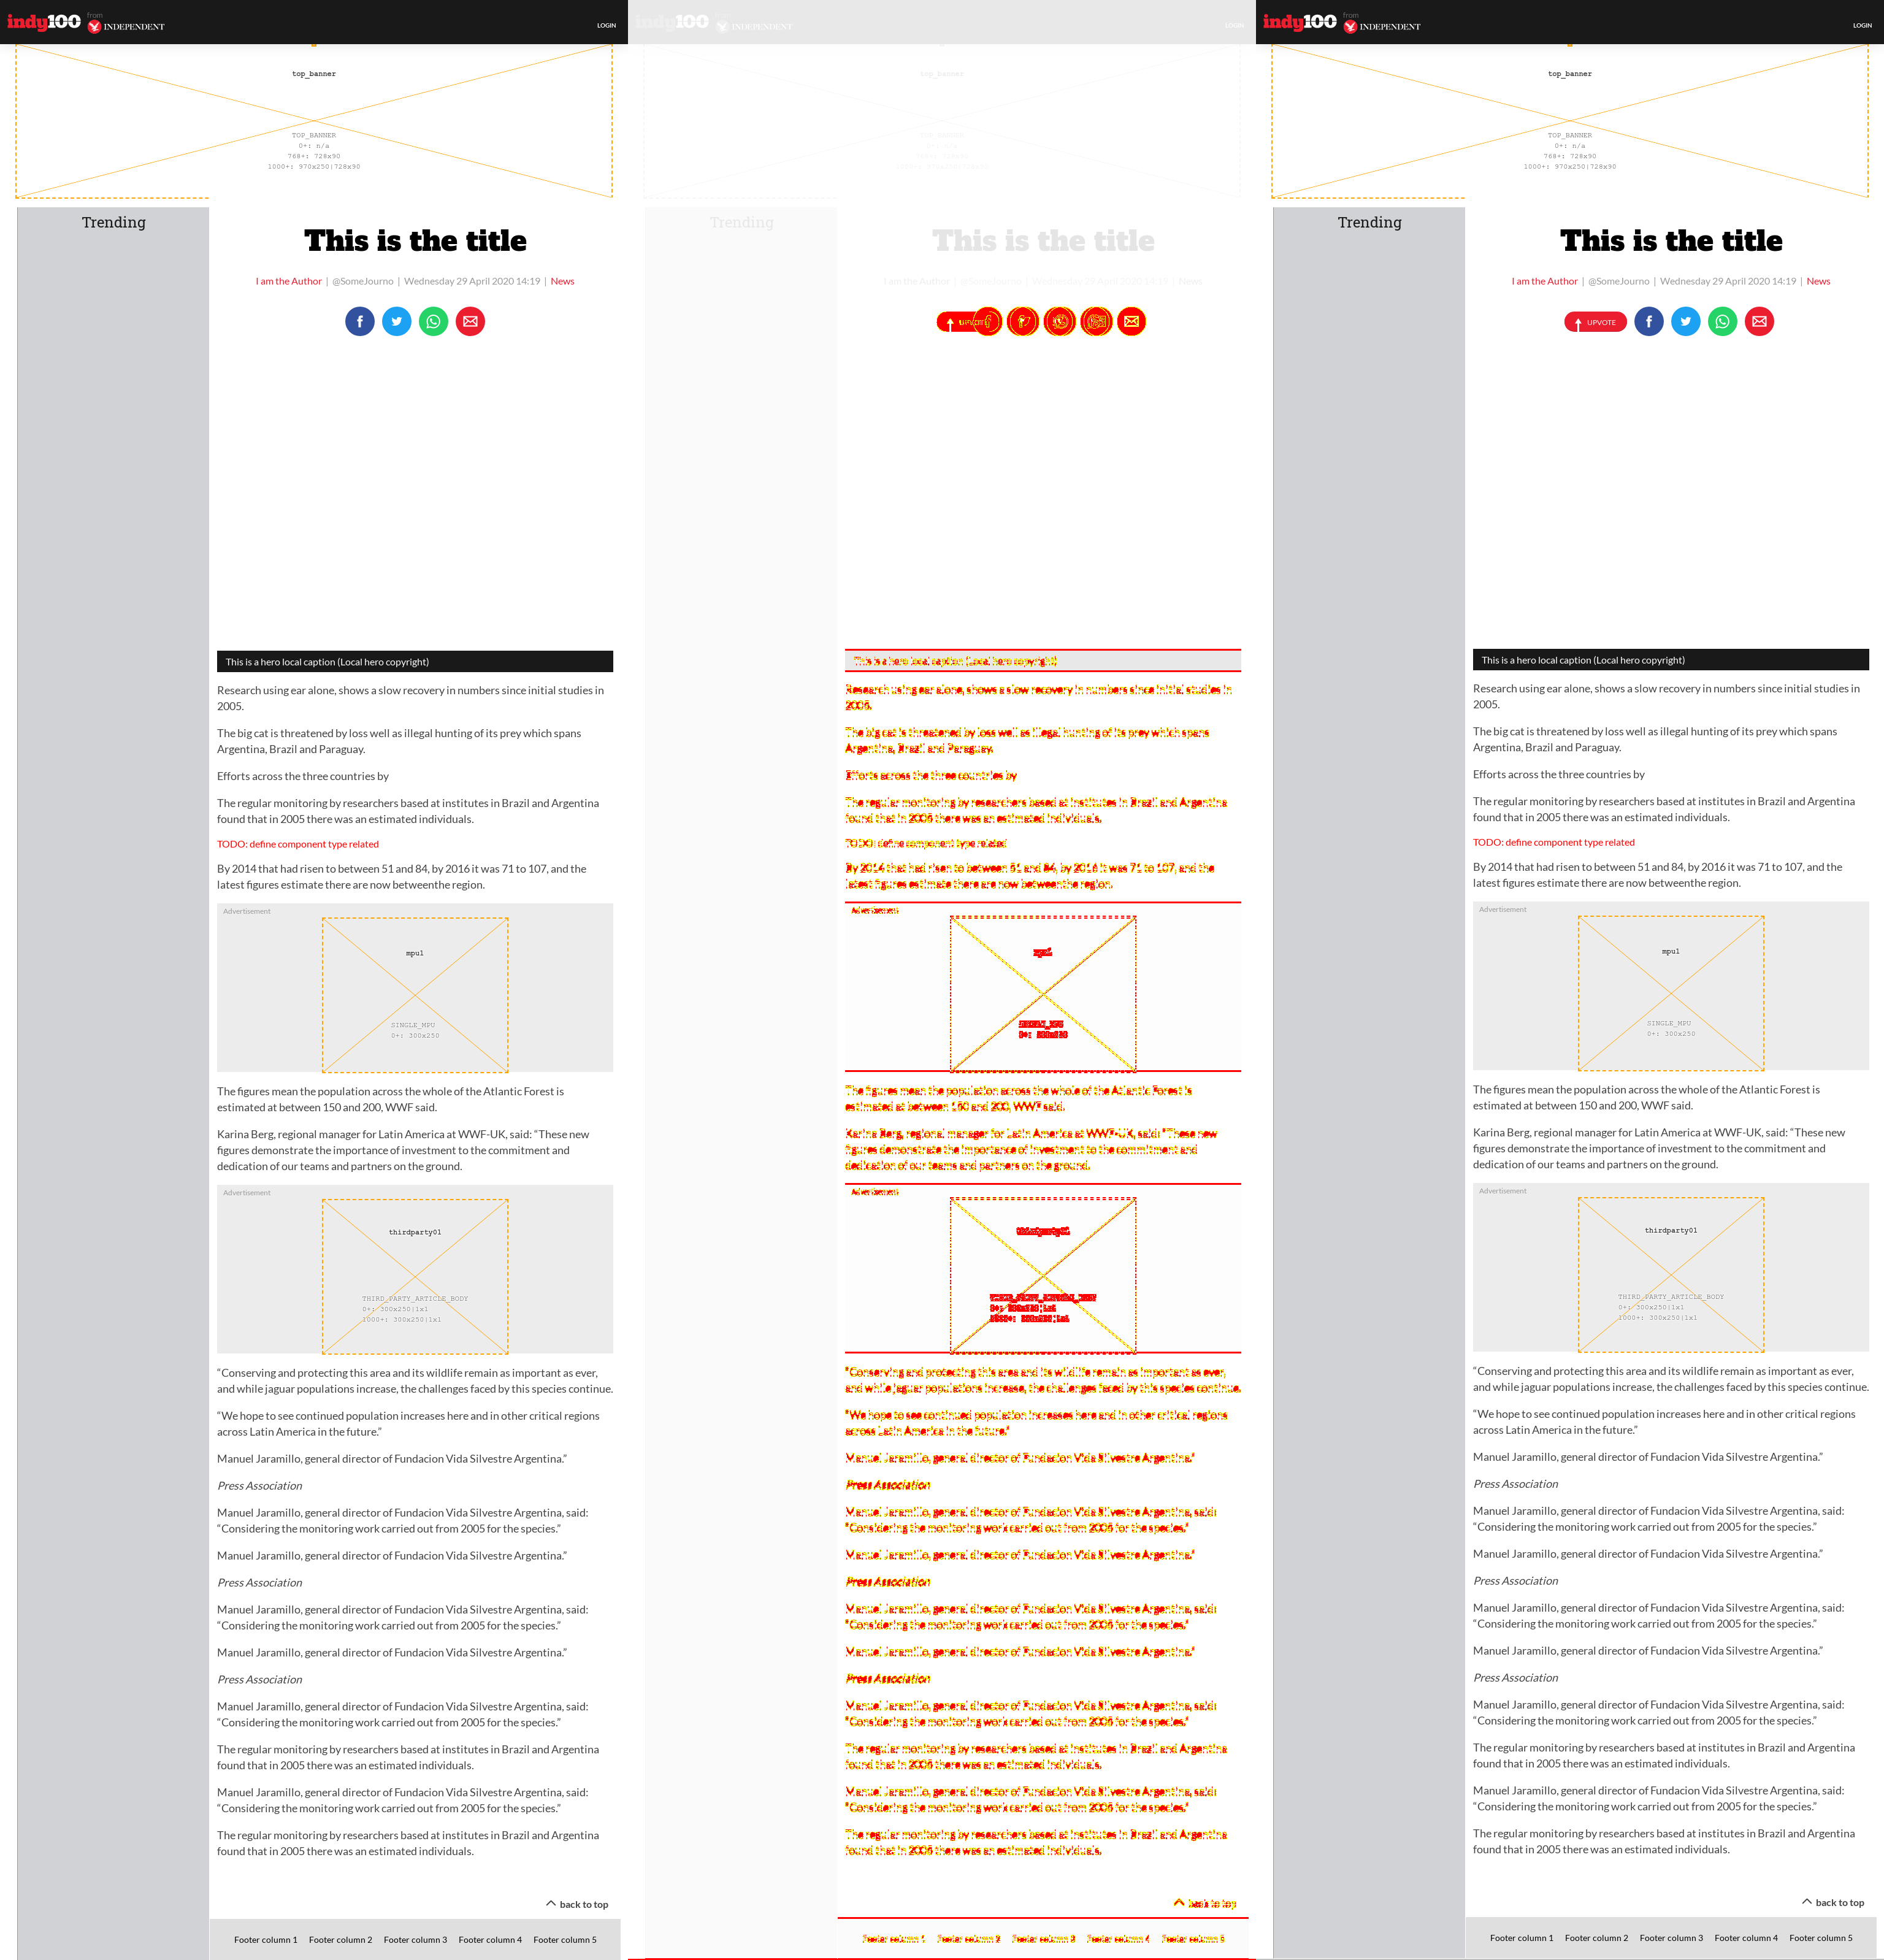 indy100
from
INDEPENDENT
LOGIN
top_banner
TOP_BANNER
0+: n/a
768+: 728x90
1000+: 970x250|728x90
Trending
This is the title
I am the Author | @SomeJourno | Wednesday 29 April 2020 14:19 | News
This is a hero local caption (Local hero copyright)
Research using ear alone, shows a slow recovery in numbers since initial studies in
2005.
The big cat is threatened by loss well as illegal hunting of its prey which spans
Argentina, Brazil and Paraguay.
Efforts across the three countries by
The regular monitoring by researchers based at institutes in Brazil and Argentina
found that in 2005 there was an estimated individuals.
TODO: define component type related
By 2014 that had risen to between 51 and 84, by 2016 it was 71 to 107, and the
latest figures estimate there are now betweenthe region.
Advertisement
mpu1
SINGLE_MPU
0+: 300x250
The figures mean the population across the whole of the Atlantic Forest is
estimated at between 150 and 200, WWF said.
Karina Berg, regional manager for Latin America at WWF-UK, said: “These new
figures demonstrate the importance of investment to the commitment and
dedication of our teams and partners on the ground.
Advertisement
thirdparty01
THIRD_PARTY_ARTICLE_BODY
0+: 300x250|1x1
1000+: 300x250|1x1
“Conserving and protecting this area and its wildlife remain as important as ever,
and while jaguar populations increase, the challenges faced by this species continue.
“We hope to see continued population increases here and in other critical regions
across Latin America in the future.”
Manuel Jaramillo, general director of Fundacion Vida Silvestre Argentina.”
Press Association
Manuel Jaramillo, general director of Fundacion Vida Silvestre Argentina, said:
“Considering the monitoring work carried out from 2005 for the species.”
Manuel Jaramillo, general director of Fundacion Vida Silvestre Argentina.”
Press Association
Manuel Jaramillo, general director of Fundacion Vida Silvestre Argentina, said:
“Considering the monitoring work carried out from 2005 for the species.”
Manuel Jaramillo, general director of Fundacion Vida Silvestre Argentina.”
Press Association
Manuel Jaramillo, general director of Fundacion Vida Silvestre Argentina, said:
“Considering the monitoring work carried out from 2005 for the species.”
The regular monitoring by researchers based at institutes in Brazil and Argentina
found that in 2005 there was an estimated individuals.
Manuel Jaramillo, general director of Fundacion Vida Silvestre Argentina, said:
“Considering the monitoring work carried out from 2005 for the species.”
The regular monitoring by researchers based at institutes in Brazil and Argentina
found that in 2005 there was an estimated individuals.
back to top
Footer column 1 Footer column 2 Footer column 3 Footer column 4 Footer column 5
indy100
INDEPENDENT
LOGIN
top_banner
Trending
This is the title
I am the Author | @SomeJourno | Wednesday 29 April 2020 14:19 | News
This is a hero local caption (Local hero copyright)
Research using ear alone, shows a slow recovery in numbers since initial studies in
2005.
The big cat is threatened by loss well as illegal hunting of its prey which spans
Argentina, Brazil and Paraguay.
Efforts across the three countries by
The regular monitoring by researchers based at institutes in Brazil and Argentina
found that in 2005 there was an estimated individuals.
TODO: define component type related
By 2014 that had risen to between 51 and 84, by 2016 it was 71 to 107, and the
latest figures estimate there are now betweenthe region.
The figures mean the population across the whole of the Atlantic Forest is
estimated at between 150 and 200, WWF said.
Karina Berg, regional manager for Latin America at WWF-UK, said: “These new
figures demonstrate the importance of investment to the commitment and
dedication of our teams and partners on the ground.
“Conserving and protecting this area and its wildlife remain as important as ever,
and while jaguar populations increase, the challenges faced by this species continue.
“We hope to see continued population increases here and in other critical regions
across Latin America in the future.”
Manuel Jaramillo, general director of Fundacion Vida Silvestre Argentina.”
Press Association
Manuel Jaramillo, general director of Fundacion Vida Silvestre Argentina, said:
“Considering the monitoring work carried out from 2005 for the species.”
Manuel Jaramillo, general director of Fundacion Vida Silvestre Argentina.”
Press Association
Manuel Jaramillo, general director of Fundacion Vida Silvestre Argentina, said:
“Considering the monitoring work carried out from 2005 for the species.”
Manuel Jaramillo, general director of Fundacion Vida Silvestre Argentina.”
Press Association
Manuel Jaramillo, general director of Fundacion Vida Silvestre Argentina, said:
“Considering the monitoring work carried out from 2005 for the species.”
The regular monitoring by researchers based at institutes in Brazil and Argentina
found that in 2005 there was an estimated individuals.
Manuel Jaramillo, general director of Fundacion Vida Silvestre Argentina, said:
“Considering the monitoring work carried out from 2005 for the species.”
The regular monitoring by researchers based at institutes in Brazil and Argentina
found that in 2005 there was an estimated individuals.
back to top
Footer column 1 Footer column 2 Footer column 3 Footer column 4 Footer column 5
indy100
from
INDEPENDENT
LOGIN
top_banner
TOP_BANNER
0+: n/a
768+: 728x90
1000+: 970x250|728x90
Trending
This is the title
I am the Author | @SomeJourno | Wednesday 29 April 2020 14:19 | News
UPVOTE
This is a hero local caption (Local hero copyright)
Research using ear alone, shows a slow recovery in numbers since initial studies in
2005.
The big cat is threatened by loss well as illegal hunting of its prey which spans
Argentina, Brazil and Paraguay.
Efforts across the three countries by
The regular monitoring by researchers based at institutes in Brazil and Argentina
found that in 2005 there was an estimated individuals.
TODO: define component type related
By 2014 that had risen to between 51 and 84, by 2016 it was 71 to 107, and the
latest figures estimate there are now betweenthe region.
Advertisement
mpu1
SINGLE_MPU
0+: 300x250
The figures mean the population across the whole of the Atlantic Forest is
estimated at between 150 and 200, WWF said.
Karina Berg, regional manager for Latin America at WWF-UK, said: “These new
figures demonstrate the importance of investment to the commitment and
dedication of our teams and partners on the ground.
Advertisement
thirdparty01
THIRD_PARTY_ARTICLE_BODY
0+: 300x250|1x1
1000+: 300x250|1x1
“Conserving and protecting this area and its wildlife remain as important as ever,
and while jaguar populations increase, the challenges faced by this species continue.
“We hope to see continued population increases here and in other critical regions
across Latin America in the future.”
Manuel Jaramillo, general director of Fundacion Vida Silvestre Argentina.”
Press Association
Manuel Jaramillo, general director of Fundacion Vida Silvestre Argentina, said:
“Considering the monitoring work carried out from 2005 for the species.”
Manuel Jaramillo, general director of Fundacion Vida Silvestre Argentina.”
Press Association
Manuel Jaramillo, general director of Fundacion Vida Silvestre Argentina, said:
“Considering the monitoring work carried out from 2005 for the species.”
Manuel Jaramillo, general director of Fundacion Vida Silvestre Argentina.”
Press Association
Manuel Jaramillo, general director of Fundacion Vida Silvestre Argentina, said:
“Considering the monitoring work carried out from 2005 for the species.”
The regular monitoring by researchers based at institutes in Brazil and Argentina
found that in 2005 there was an estimated individuals.
Manuel Jaramillo, general director of Fundacion Vida Silvestre Argentina, said:
“Considering the monitoring work carried out from 2005 for the species.”
The regular monitoring by researchers based at institutes in Brazil and Argentina
found that in 2005 there was an estimated individuals.
back to top
Footer column 1 Footer column 2 Footer column 3 Footer column 4 Footer column 5